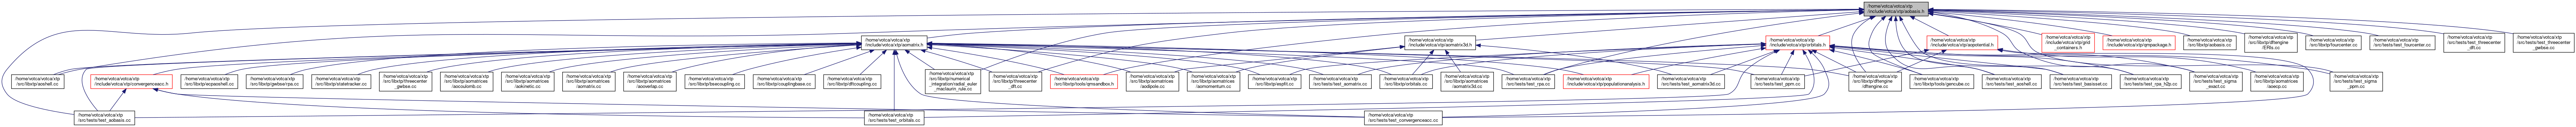 /home/votca/votca/xtp
/include/votca/xtp/aobasis.h
/home/votca/votca/xtp
/include/votca/xtp/aomatrix.h
/home/votca/votca/xtp
/include/votca/xtp/aomatrix3d.h
/home/votca/votca/xtp
/include/votca/xtp/orbitals.h
/home/votca/votca/xtp
/include/votca/xtp/aopotential.h
/home/votca/votca/xtp
/include/votca/xtp/grid
_containers.h
/home/votca/votca/xtp
/include/votca/xtp/qmpackage.h
/home/votca/votca/xtp
/src/libxtp/aobasis.cc
/home/votca/votca/xtp
/src/libxtp/dftengine
/ERIs.cc
/home/votca/votca/xtp
/src/libxtp/fourcenter.cc
/home/votca/votca/xtp
/src/tests/test_fourcenter.cc
/home/votca/votca/xtp
/src/tests/test_threecenter
_dft.cc
/home/votca/votca/xtp
/src/tests/test_threecenter
_gwbse.cc
/home/votca/votca/xtp
/src/libxtp/aoshell.cc
/home/votca/votca/xtp
/include/votca/xtp/convergenceacc.h
/home/votca/votca/xtp
/src/libxtp/ecpaoshell.cc
/home/votca/votca/xtp
/src/libxtp/gwbse/rpa.cc
/home/votca/votca/xtp
/src/libxtp/statetracker.cc
/home/votca/votca/xtp
/src/libxtp/threecenter
_gwbse.cc
/home/votca/votca/xtp
/src/libxtp/aomatrices
/aocoulomb.cc
/home/votca/votca/xtp
/src/libxtp/aomatrices
/aokinetic.cc
/home/votca/votca/xtp
/src/libxtp/aomatrices
/aomatrix.cc
/home/votca/votca/xtp
/src/libxtp/aomatrices
/aooverlap.cc
/home/votca/votca/xtp
/src/libxtp/bsecoupling.cc
/home/votca/votca/xtp
/src/libxtp/couplingbase.cc
/home/votca/votca/xtp
/src/libxtp/dftcoupling.cc
/home/votca/votca/xtp
/src/libxtp/numerical
_integration/radial_euler
_maclaurin_rule.cc
/home/votca/votca/xtp
/src/libxtp/threecenter
_dft.cc
/home/votca/votca/xtp
/src/libxtp/tools/qmsandbox.h
/home/votca/votca/xtp
/src/libxtp/aomatrices
/aodipole.cc
/home/votca/votca/xtp
/src/libxtp/aomatrices
/aomomentum.cc
/home/votca/votca/xtp
/src/libxtp/espfit.cc
/home/votca/votca/xtp
/src/tests/test_aomatrix.cc
/home/votca/votca/xtp
/src/libxtp/orbitals.cc
/home/votca/votca/xtp
/src/libxtp/aomatrices
/aomatrix3d.cc
/home/votca/votca/xtp
/src/tests/test_rpa.cc
/home/votca/votca/xtp
/include/votca/xtp/populationanalysis.h
/home/votca/votca/xtp
/src/tests/test_aomatrix3d.cc
/home/votca/votca/xtp
/src/tests/test_ppm.cc
/home/votca/votca/xtp
/src/libxtp/dftengine
/dftengine.cc
/home/votca/votca/xtp
/src/libxtp/tools/gencube.cc
/home/votca/votca/xtp
/src/tests/test_aoshell.cc
/home/votca/votca/xtp
/src/tests/test_basisset.cc
/home/votca/votca/xtp
/src/tests/test_rpa_h2p.cc
/home/votca/votca/xtp
/src/tests/test_sigma
_exact.cc
/home/votca/votca/xtp
/src/libxtp/aomatrices
/aoecp.cc
/home/votca/votca/xtp
/src/tests/test_sigma
_ppm.cc
/home/votca/votca/xtp
/src/tests/test_aobasis.cc
/home/votca/votca/xtp
/src/tests/test_orbitals.cc
/home/votca/votca/xtp
/src/tests/test_convergenceacc.cc